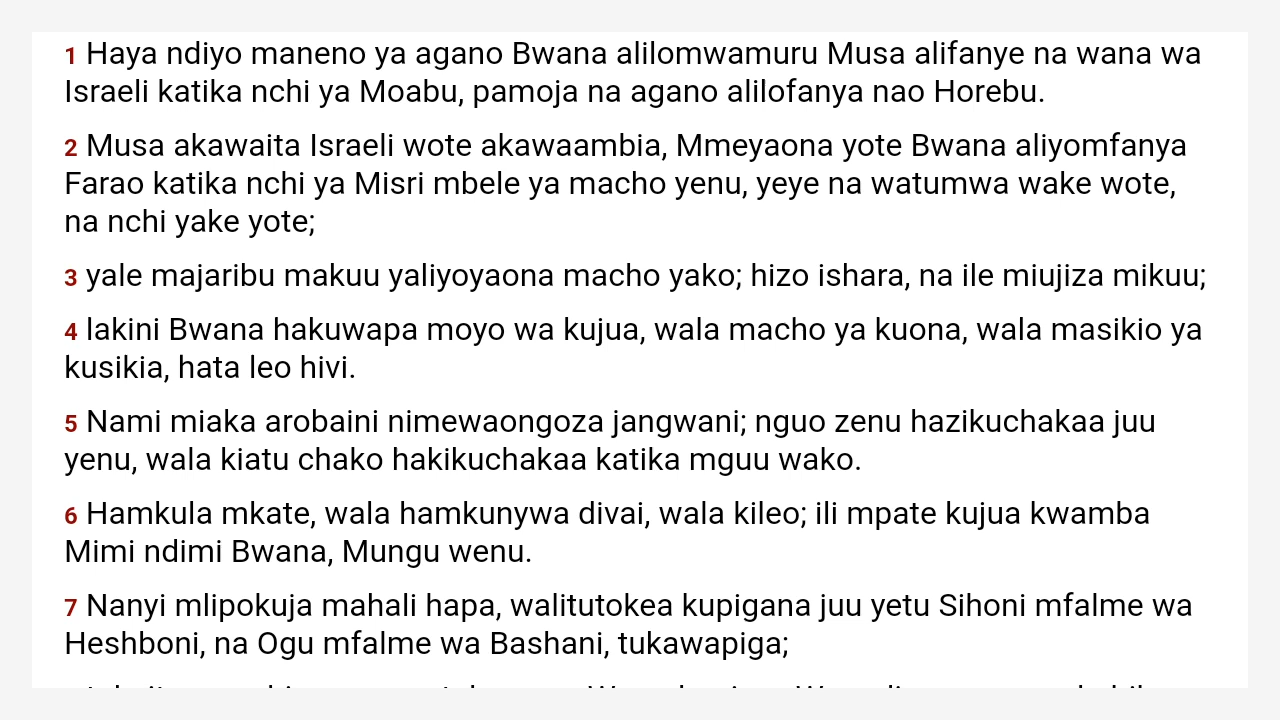 1 Haya ndiyo maneno ya agano Bwana alilomwamuru Musa alifanye na wana wa
Israeli katika nchi ya Moabu, pamoja na agano alilofanya nao Horebu.
2 Musa akawaita Israeli wote akawaambia, Mmeyaona yote Bwana aliyomfanya
Farao katika nchi ya Misri mbele ya macho yenu, yeye na watumwa wake wote,
na nchi yake yote;
3 yale majaribu makuu yaliyoyaona macho yako; hizo ishara, na ile miujiza mikuu;
4 lakini Bwana hakuwapa moyo wa kujua, wala macho ya kuona, wala masikio ya
kusikia, hata leo hivi.
5 Nami miaka arobaini nimewaongoza jangwani; nguo zenu hazikuchakaa juu
yenu, wala kiatu chako hakikuchakaa katika mguu wako.
6 Hamkula mkate, wala hamkunywa divai, wala kileo; ili mpate kujua kwamba
Mimi ndimi Bwana, Mungu wenu.
7 Nanyi mlipokuja mahali hapa, walitutokea kupigana juu yetu Sihoni mfalme wa
Heshboni, na Ogu mfalme wa Bashani, tukawapiga;